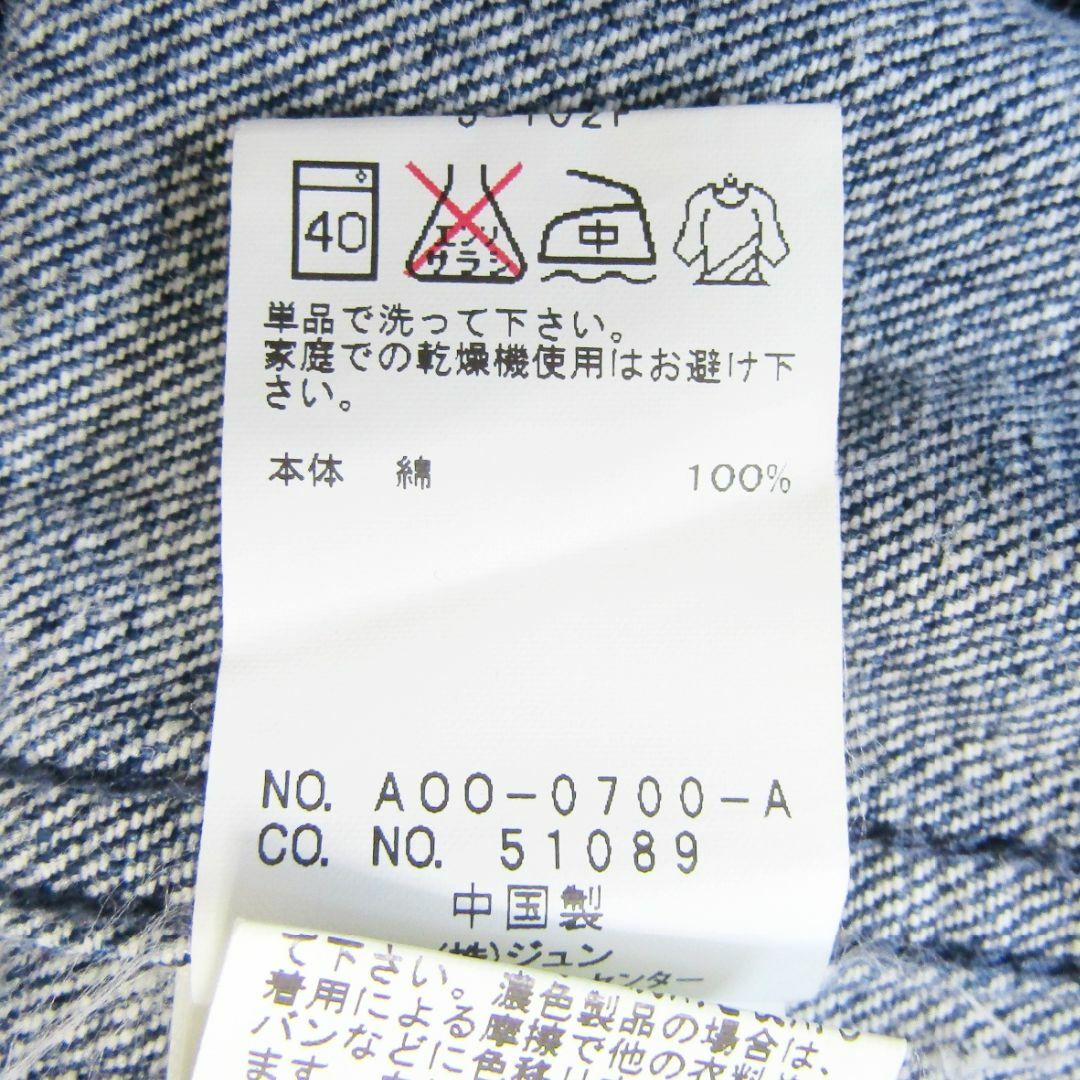 40
エンソ
サラシ
中
単品で洗って下さい。
家庭での乾燥機使用はお避け下
さい。
本体 綿 100%
NO. A00-0700-A
CO. NO. 51089
中国製
(株)ジュン
センター
て下さい。濃色製品の場合は、
着用による摩擦で他の衣料
バンなどに色移り
ます